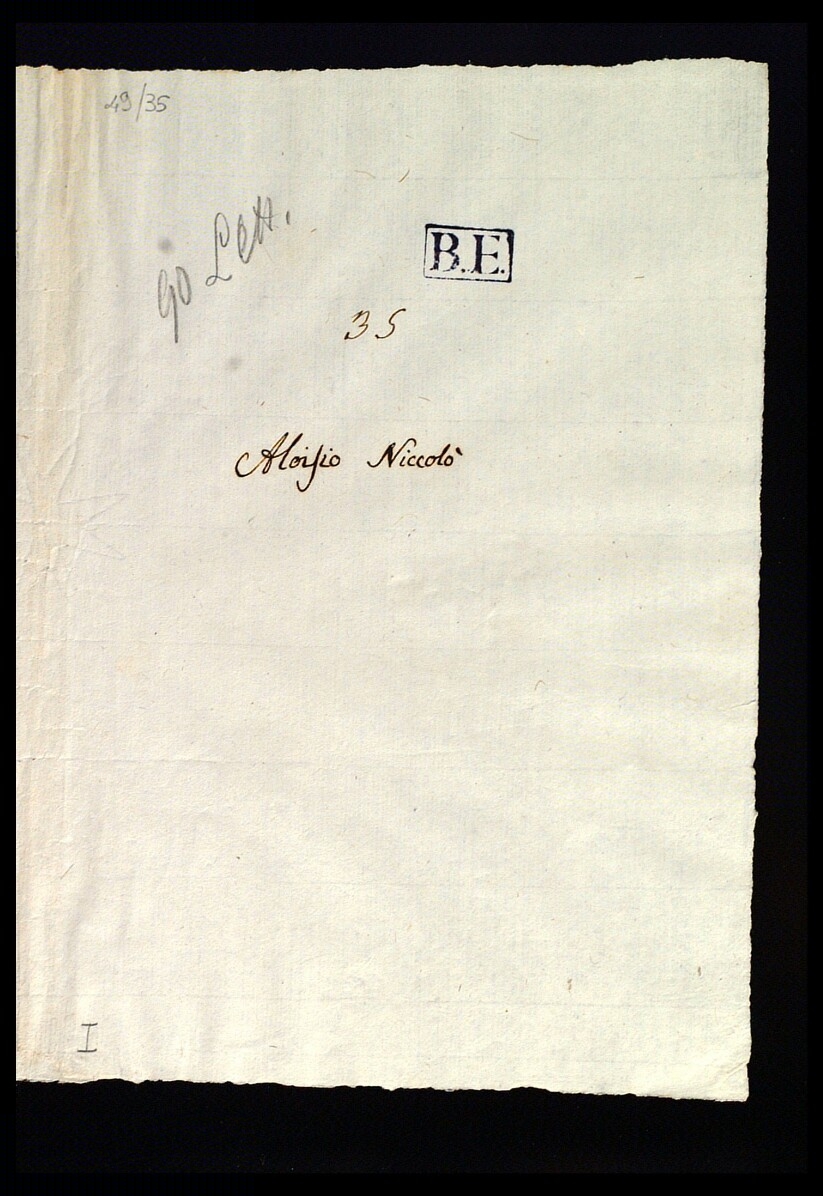 49/35
90 Lett.
B.E.
35
Aloisio Niccolò
I